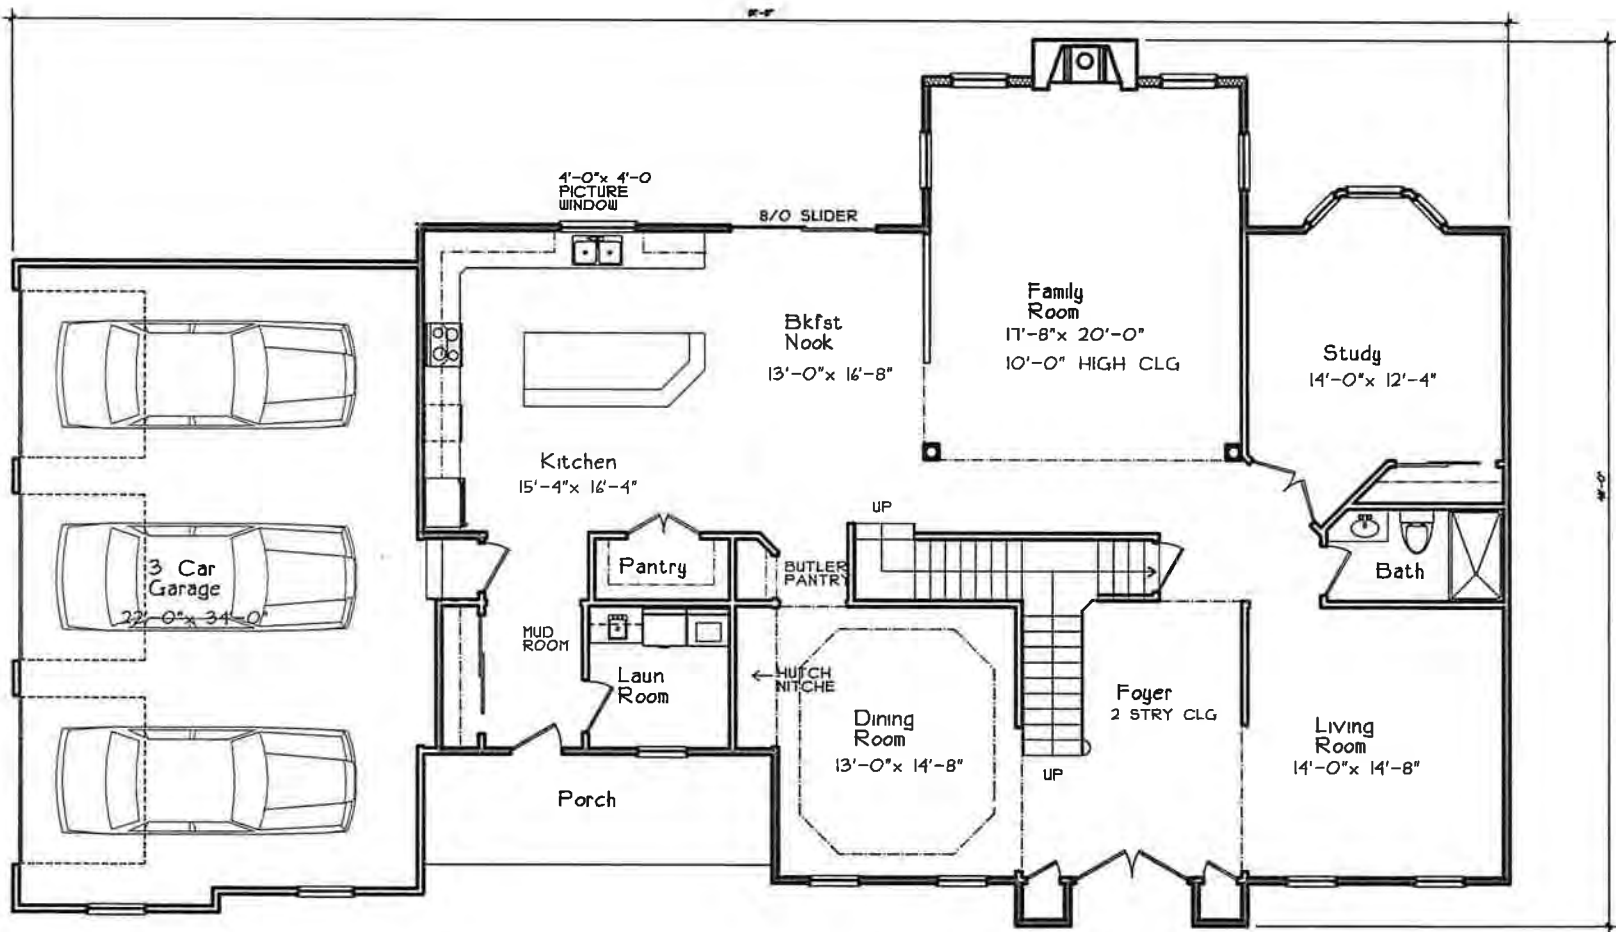 4'-0"x 4'-0
PICTURE
WINDOW
8/0 SLIDER
Family
Room
17'-8"x 20'-0"
10'-0" HIGH CLG
Bkfst
Nook
13'-0"x 16'-8"
Study
14'-0"x 12'-4"
Kitchen
15'-4"x 16'-4"
UP
3 Car
Garage
22'-0"x 34'-0"
Pantry
BUTLER
PANTRY
Bath
MUD
ROOM
Laun
Room
HUTCH
NITCHE
Foyer
2 STRY CLG
Dining
Room
13'-0"x 14'-8"
Living
Room
14'-0"x 14'-8"
UP
Porch